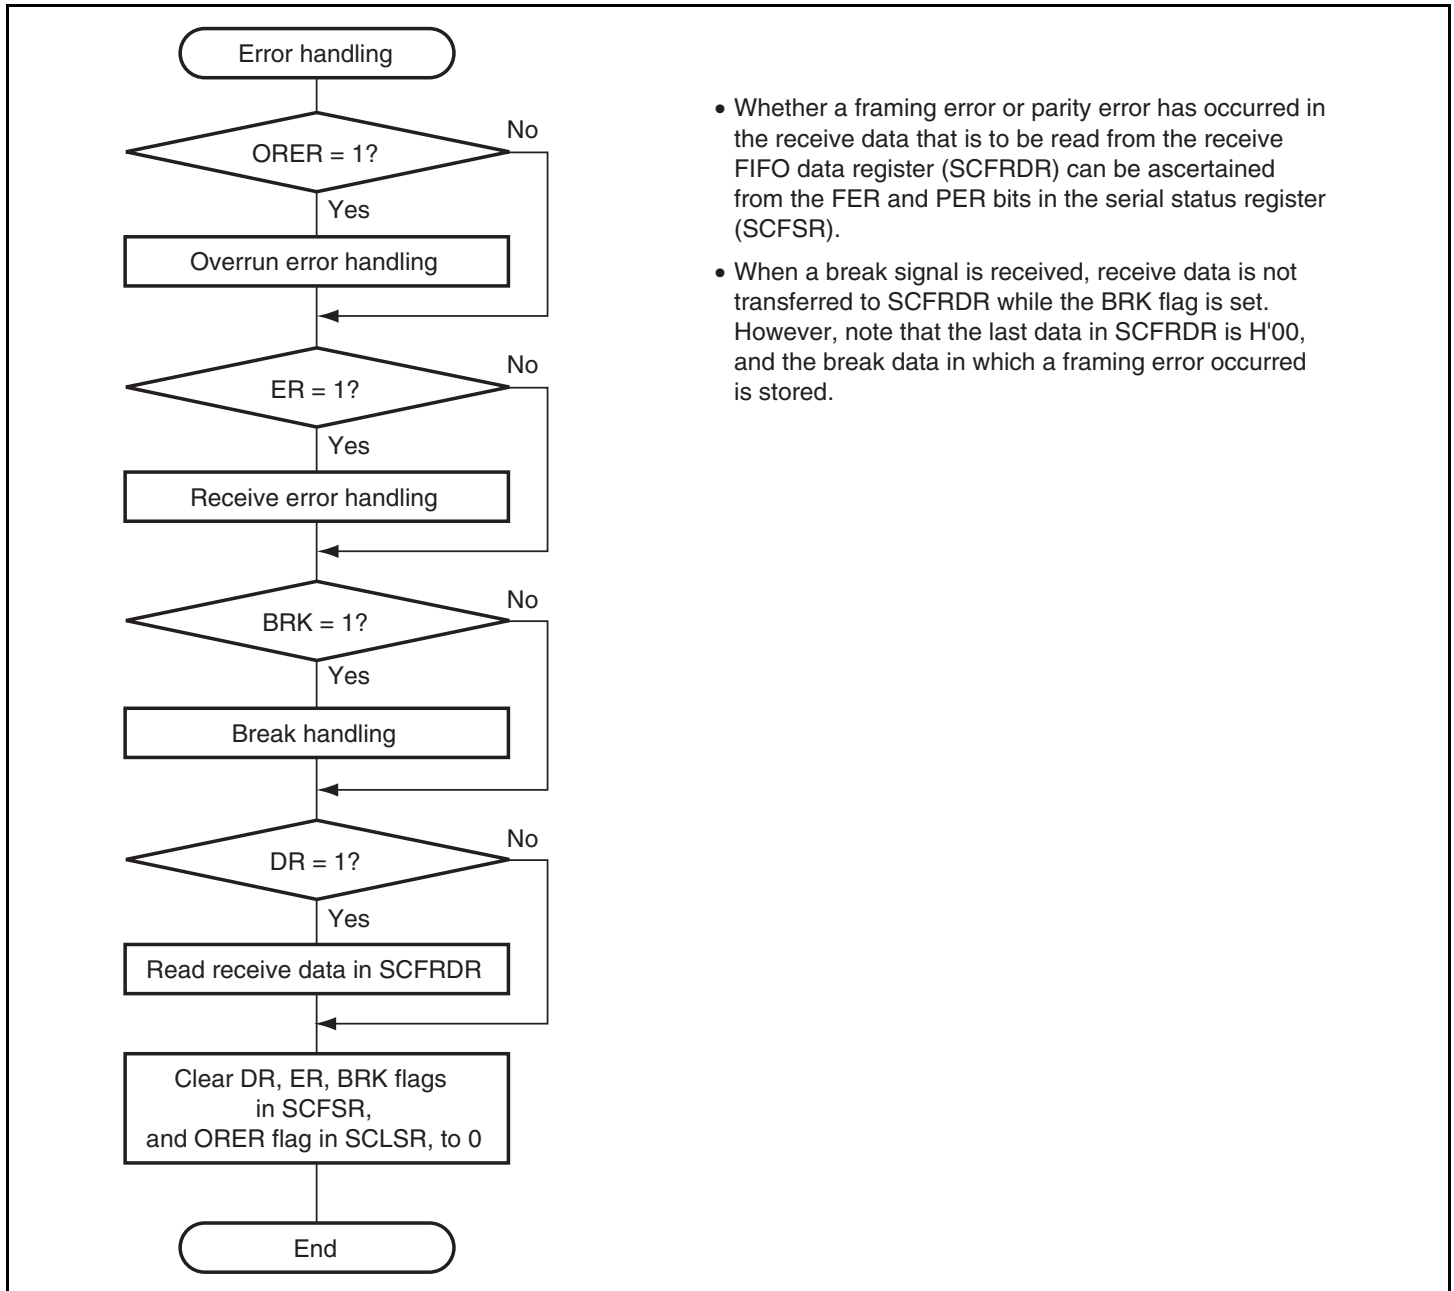 Error handling
ORER = 1?
No
Yes
Overrun error handling
ER = 1?
No
Yes
Receive error handling
BRK = 1?
No
Yes
Break handling
DR = 1?
No
Yes
Read receive data in SCFRDR
Clear DR, ER, BRK flags
in SCFSR,
and ORER flag in SCLSR, to 0
End
• Whether a framing error or parity error has occurred in
the receive data that is to be read from the receive
FIFO data register (SCFRDR) can be ascertained
from the FER and PER bits in the serial status register
(SCFSR).
• When a break signal is received, receive data is not
transferred to SCFRDR while the BRK flag is set.
However, note that the last data in SCFRDR is H'00,
and the break data in which a framing error occurred
is stored.